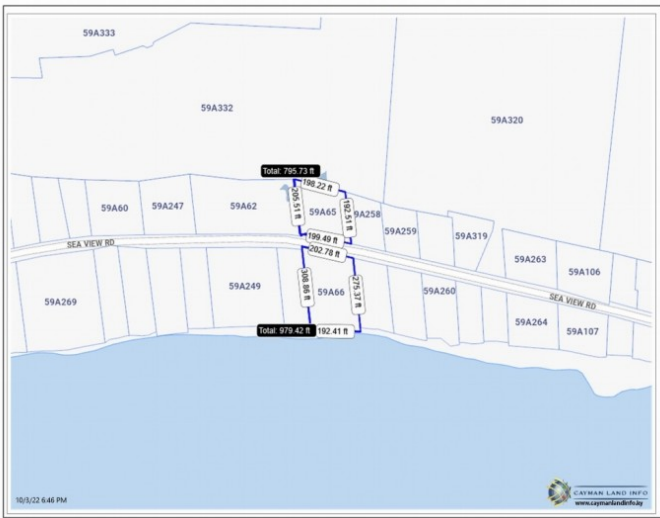 59A333
59A332
59A320
Total: 795.73 ft
198.22 ft
205.51 ft
192.51 ft
59A60
59A247
59A62
59A65
59A258
59A259
59A319
199.49 ft
202.78 ft
SEA VIEW RD
59A263
59A106
308.86 ft
275.37 ft
59A269
59A249
59A66
59A260
SEA VIEW RD
59A264
59A107
Total: 979.42 ft
192.41 ft
10/3/22 6:46 PM
CAYMAN LAND INFO
www.caymanlandinfo.ky